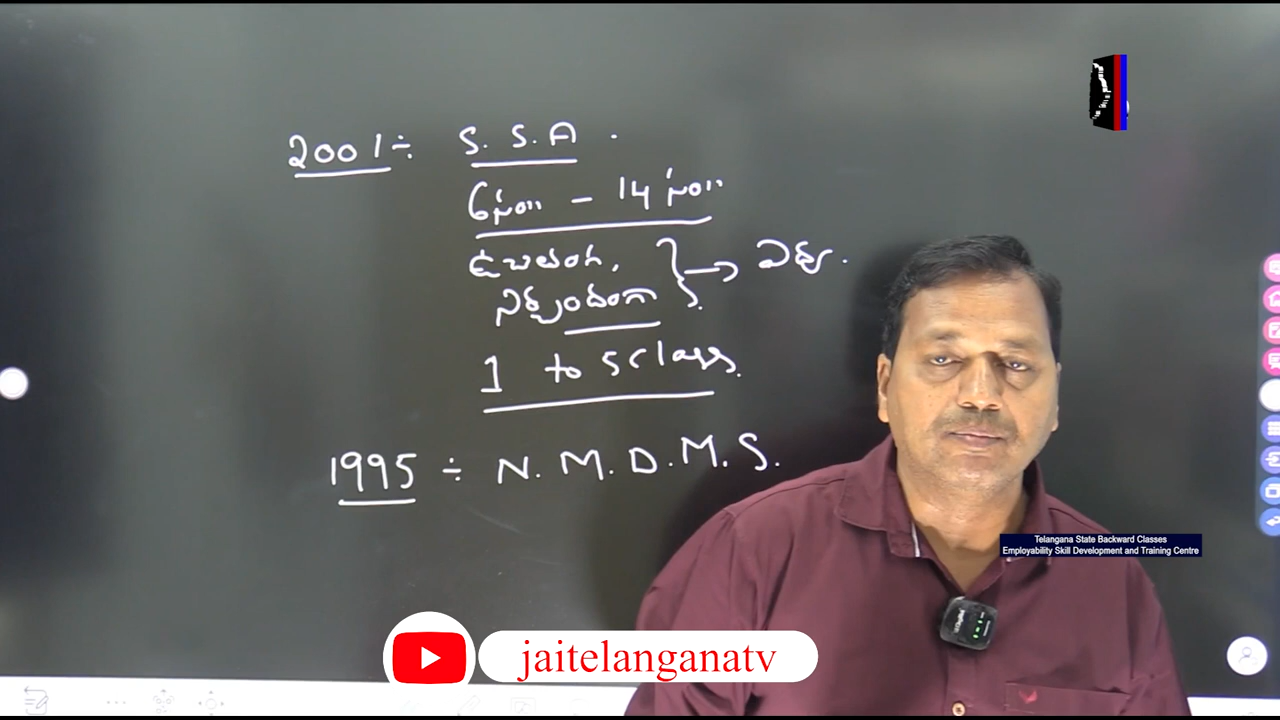 2001 ÷ S. S. A .
6సం॥ - 14 సం॥
ఉచితంగా, } → విద్య.
నిర్బంధంగా
1 to 5 class.
1995 ÷ N. M. D. M. S.
Telangana State Backward Classes
Employability Skill Development and Training Centre
jaitelanganatv